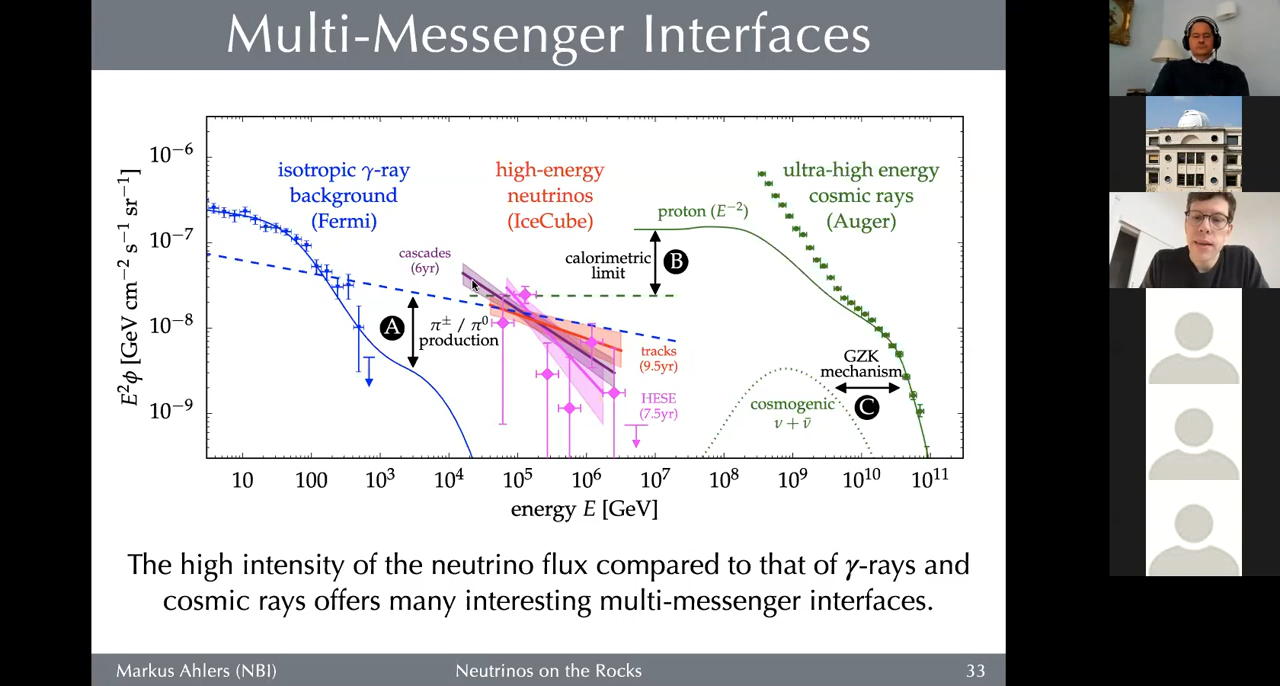 Multi-Messenger Interfaces
E²ϕ [GeV cm⁻² s⁻¹ sr⁻¹]
10⁻⁶
10⁻⁷
10⁻⁸
10⁻⁹
isotropic γ-ray
background
(Fermi)
high-energy
neutrinos
(IceCube)
ultra-high energy
cosmic rays
(Auger)
proton (E⁻²)
cascades
(6yr)
calorimetric
limit
B
A
π± / π⁰
production
tracks
(9.5yr)
HESE
(7.5yr)
GZK
mechanism
C
cosmogenic
ν + ν̄
10
100
10³
10⁴
10⁵
10⁶
10⁷
10⁸
10⁹
10¹⁰
10¹¹
energy E [GeV]
The high intensity of the neutrino flux compared to that of γ-rays and
cosmic rays offers many interesting multi-messenger interfaces.
Markus Ahlers (NBI)
Neutrinos on the Rocks
33